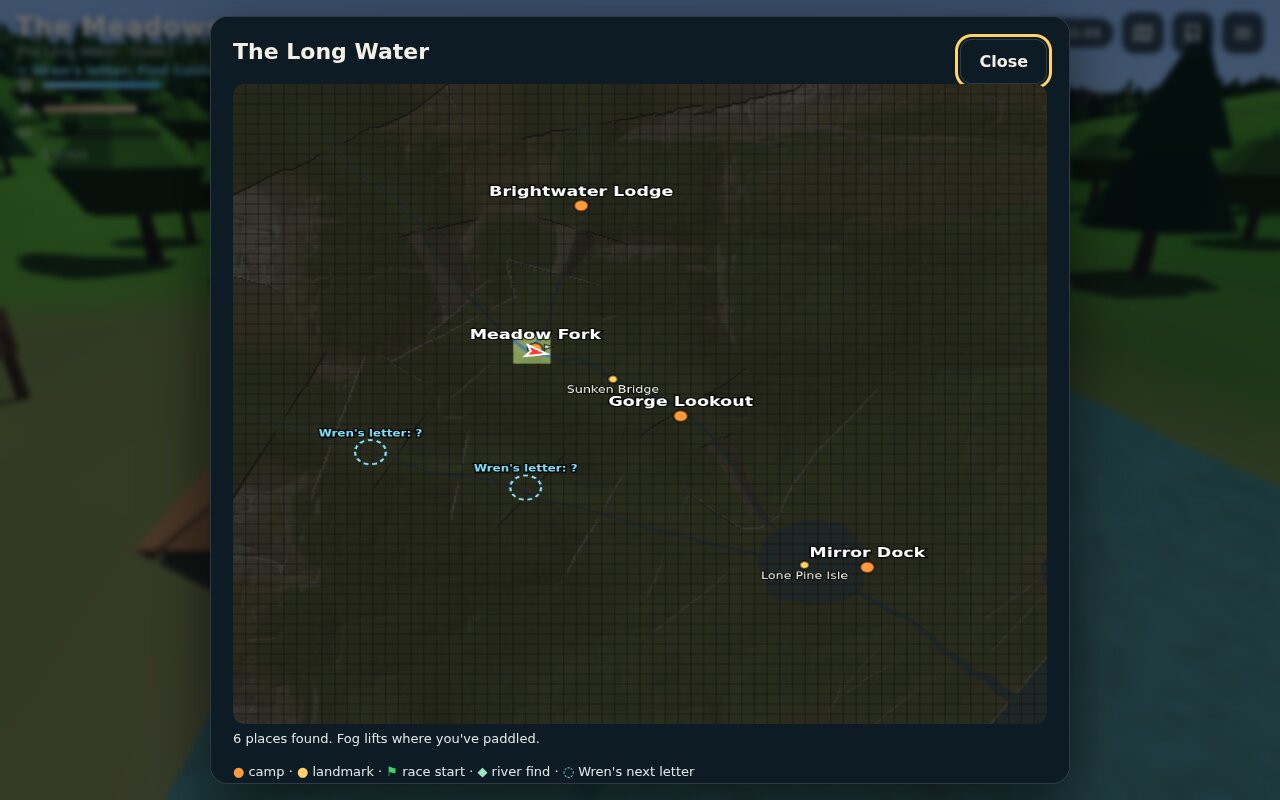 The Meadow
The Long Water
Close
Brightwater Lodge
Meadow Fork
Sunken Bridge
Gorge Lookout
Wren's letter: ?
Wren's letter: ?
Mirror Dock
Lone Pine Isle
6 places found. Fog lifts where you've paddled.
camp · landmark · race start · river find · Wren's next letter